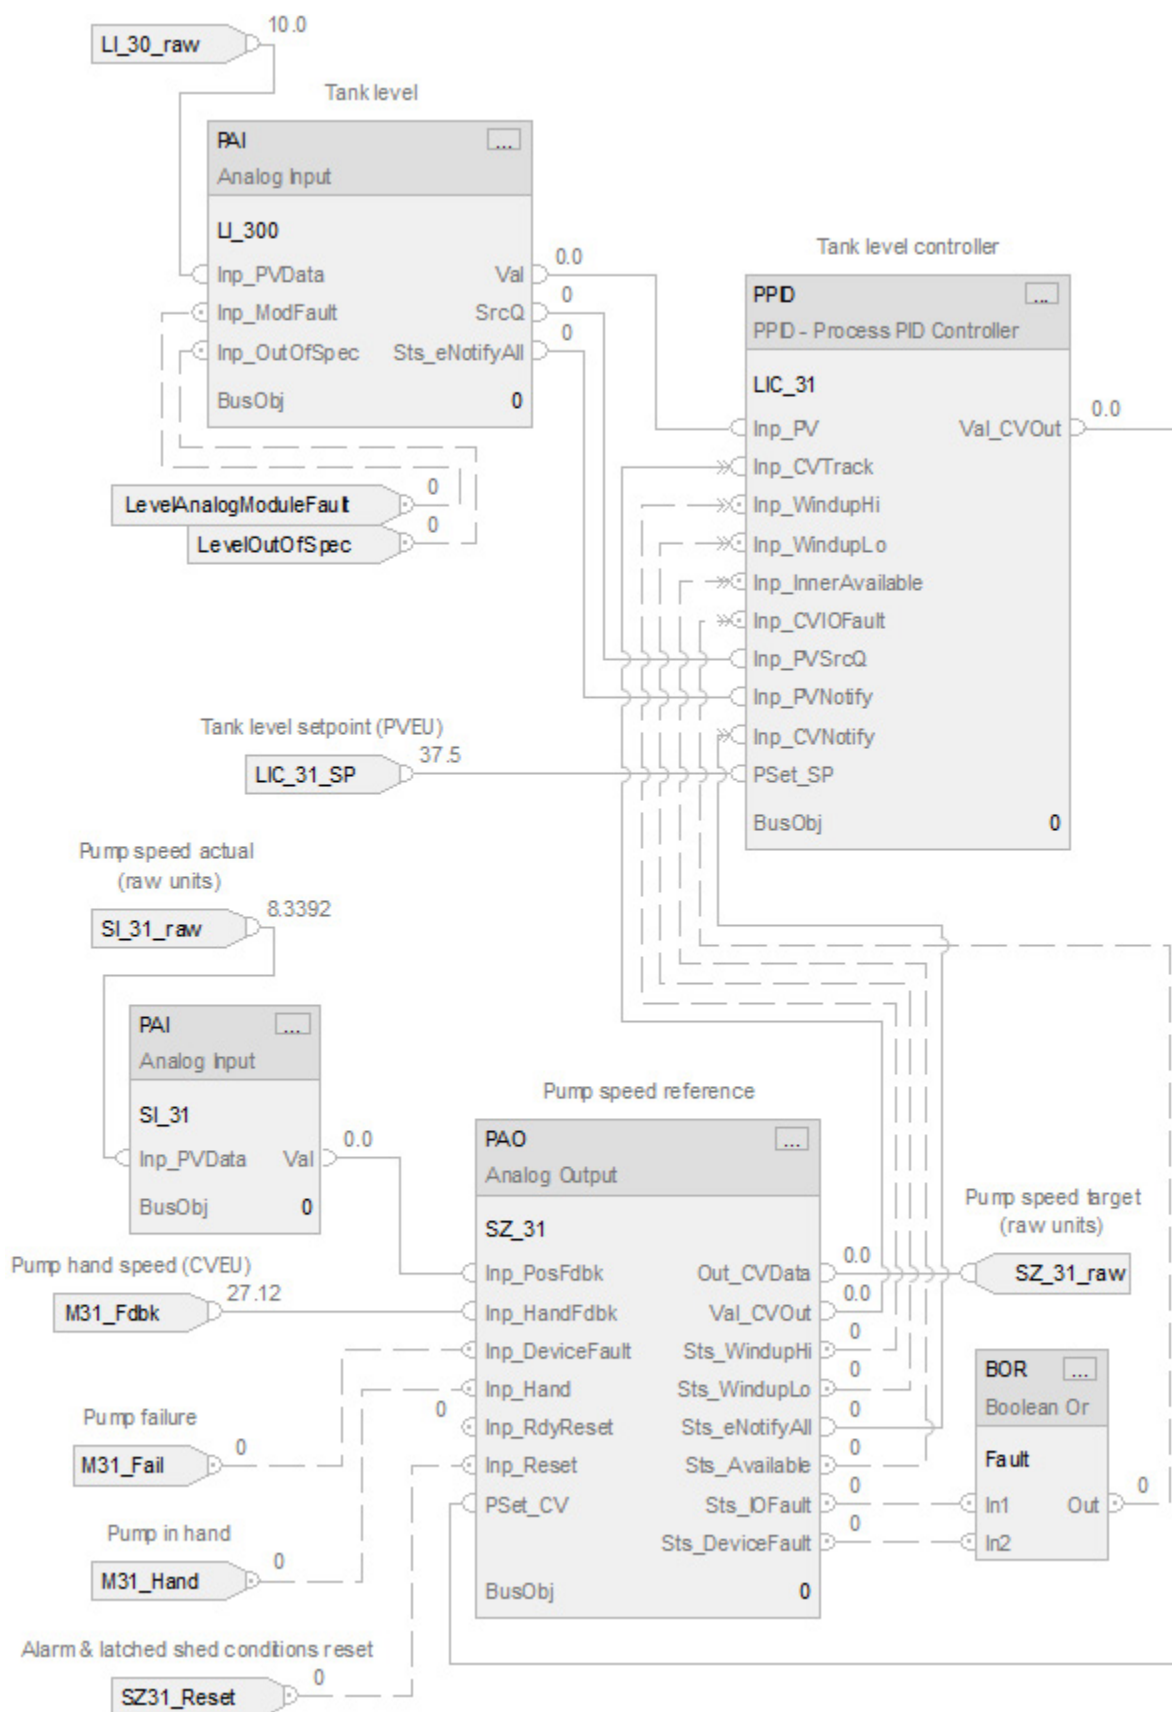 10.0
LI_30_raw
Tank level
PAI
...
Analog Input
LI_300
Inp_PVData
Val
0.0
Inp_ModFault
SrcQ
0
Inp_OutOfSpec
Sts_eNotifyAll
0
BusObj
0
LevelAnalogModuleFault
0
LevelOutOfSpec
0
Tank level controller
PPID
...
PPID - Process PID Controller
LIC_31
Inp_PV
Val_CVOut
0.0
Inp_CVTrack
Inp_WindupHi
Inp_WindupLo
Inp_InnerAvailable
Inp_CVIOFault
Inp_PVSrcQ
Inp_PVNotify
Inp_CVNotify
PSet_SP
BusObj
0
Tank level setpoint (PVEU)
LIC_31_SP
37.5
Pump speed actual
(raw units)
SI_31_raw
8.3392
PAI
...
Analog Input
SI_31
Inp_PVData
Val
0.0
BusObj
0
Pump hand speed (CVEU)
M31_Fdbk
27.12
Pump failure
M31_Fail
0
Pump in hand
M31_Hand
0
Alarm & latched shed conditions reset
SZ31_Reset
0
Pump speed reference
PAO
...
Analog Output
SZ_31
Inp_PosFdbk
Out_CVData
0.0
Inp_HandFdbk
Val_CVOut
0.0
Inp_DeviceFault
Sts_WindupHi
0
Inp_Hand
Sts_WindupLo
0
0
Inp_RdyReset
Sts_eNotifyAll
0
Inp_Reset
Sts_Available
0
PSet_CV
Sts_IOFault
0
Sts_DeviceFault
0
BusObj
0
Pump speed target
(raw units)
SZ_31_raw
BOR
...
Boolean Or
Fault
In1
Out
0
In2